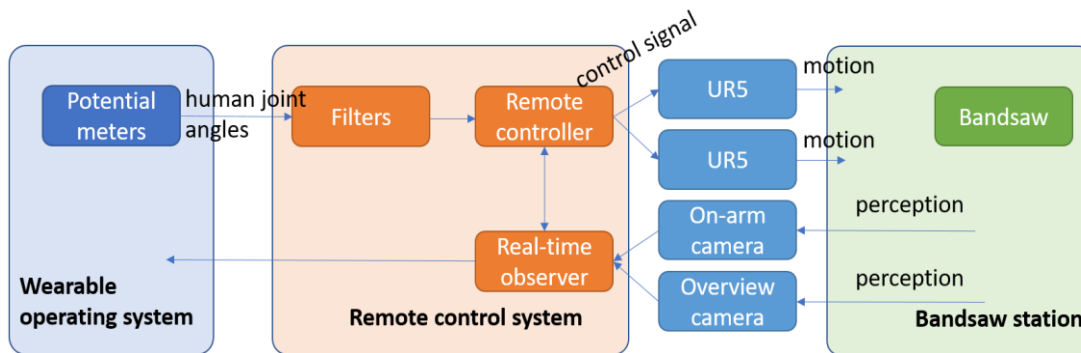 control signal
Potential
meters
human joint
angles
Filters
Remote
controller
UR5
motion
Bandsaw
UR5
motion
On-arm
camera
perception
Real-time
observer
Overview
camera
perception
Wearable
operating system
Remote control system
Bandsaw station